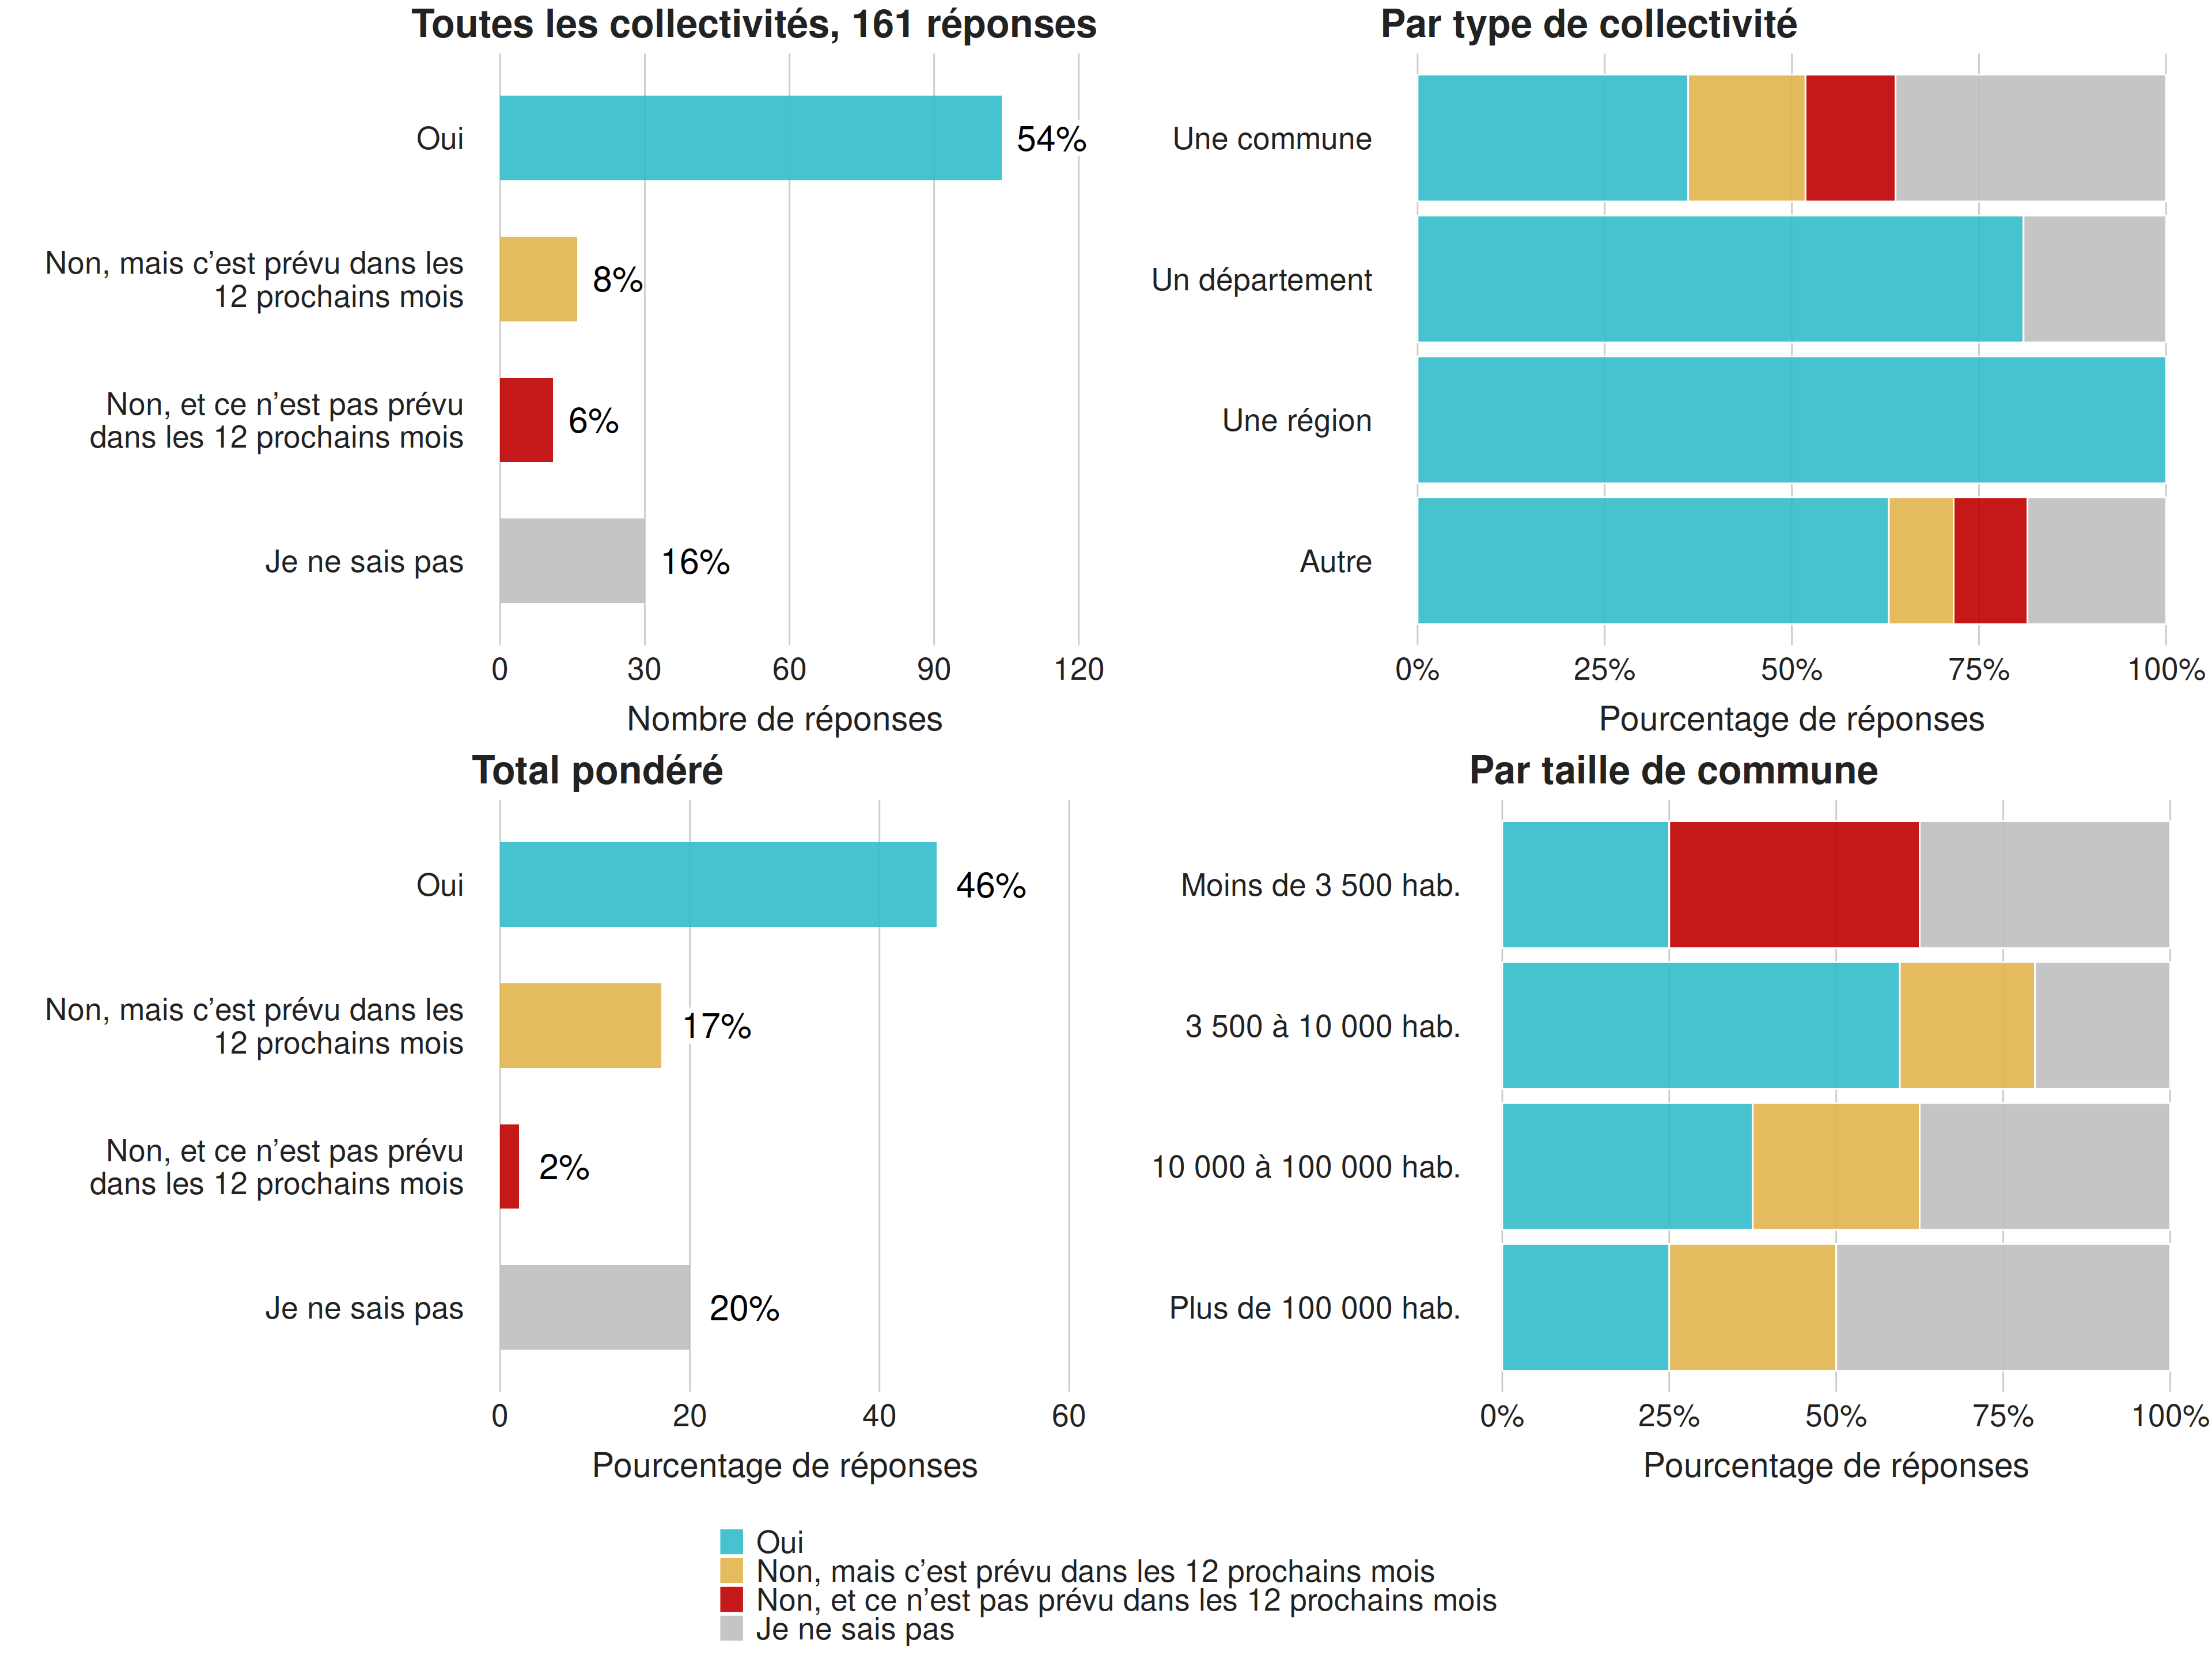 Toutes les collectivités, 161 réponses
Oui
54%
Non, mais c’est prévu dans les
12 prochains mois
8%
Non, et ce n’est pas prévu
dans les 12 prochains mois
6%
Je ne sais pas
16%
0 30 60 90 120
Nombre de réponses
Par type de collectivité
Une commune
Un département
Une région
Autre
0% 25% 50% 75% 100%
Pourcentage de réponses
Total pondéré
Oui
46%
Non, mais c’est prévu dans les
12 prochains mois
17%
Non, et ce n’est pas prévu
dans les 12 prochains mois
2%
Je ne sais pas
20%
0 20 40 60
Pourcentage de réponses
Par taille de commune
Moins de 3 500 hab.
3 500 à 10 000 hab.
10 000 à 100 000 hab.
Plus de 100 000 hab.
0% 25% 50% 75% 100%
Pourcentage de réponses
Oui
Non, mais c’est prévu dans les 12 prochains mois
Non, et ce n’est pas prévu dans les 12 prochains mois
Je ne sais pas